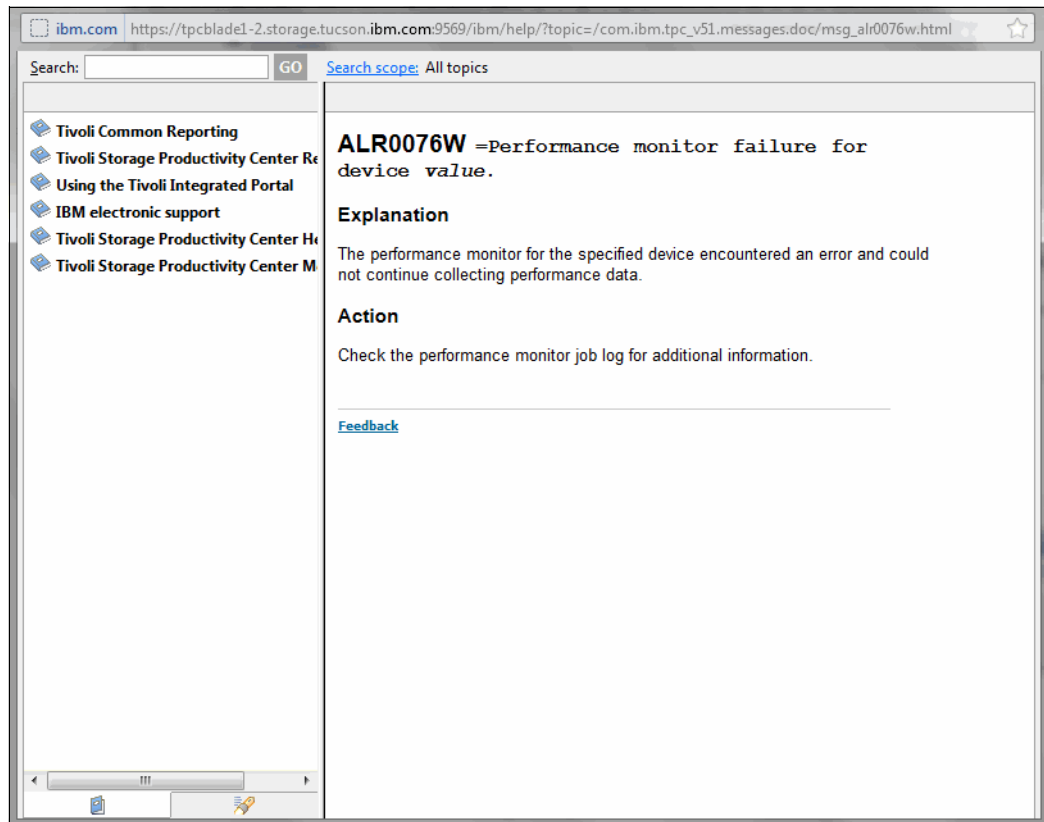 ibm.com https://tpcblade1-2.storage.tucson.ibm.com:9569/ibm/help/?topic=/com.ibm.tpc_v51.messages.doc/msg_alr0076w.html
Search: GO Search scope: All topics
Tivoli Common Reporting
Tivoli Storage Productivity Center Re
Using the Tivoli Integrated Portal
IBM electronic support
Tivoli Storage Productivity Center He
Tivoli Storage Productivity Center M
ALR0076W =Performance monitor failure for
device value.
Explanation
The performance monitor for the specified device encountered an error and could
not continue collecting performance data.
Action
Check the performance monitor job log for additional information.
Feedback